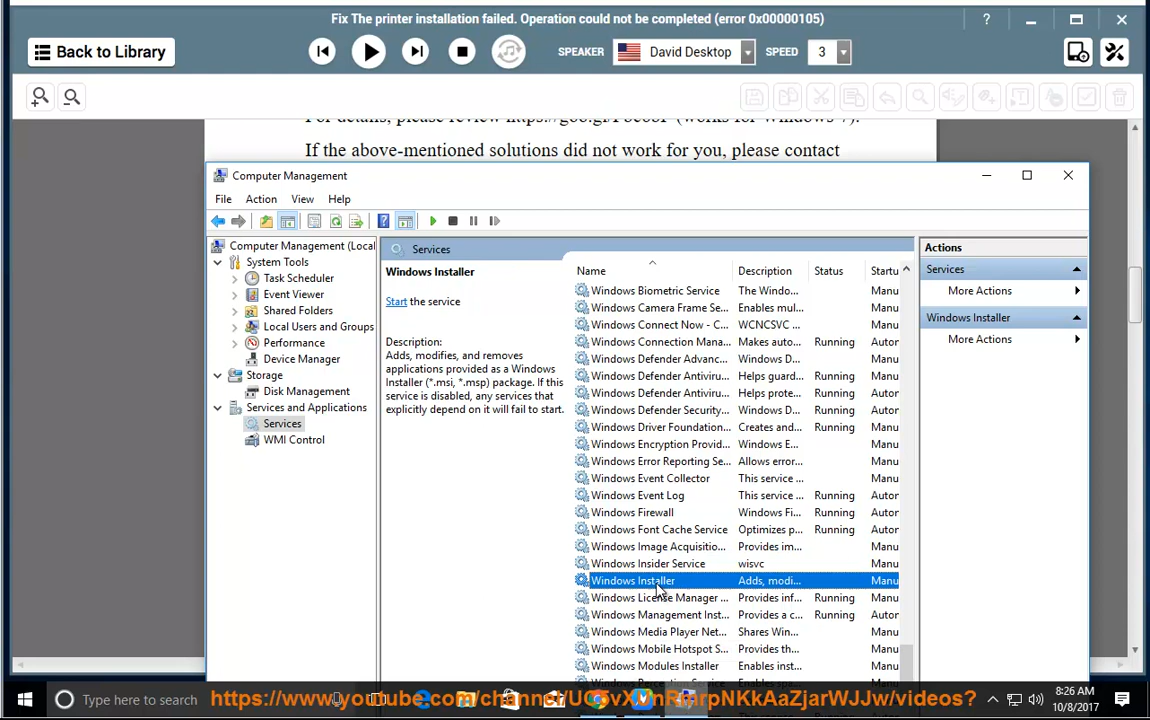 Fix The printer installation failed. Operation could not be completed (error 0x00000105)
?
Back to Library
SPEAKER
David Desktop
SPEED
3
If the above-mentioned solutions did not work for you, please contact
Computer Management
File Action View Help
Computer Management (Local
System Tools
Task Scheduler
Event Viewer
Shared Folders
Local Users and Groups
Performance
Device Manager
Storage
Disk Management
Services and Applications
Services
WMI Control
Services
Windows Installer
Start the service
Description:
Adds, modifies, and removes
applications provided as a Windows
Installer (*.msi, *.msp) package. If this
service is disabled, any services that
explicitly depend on it will fail to start.
Name Description Status Startu
Windows Biometric Service The Windo... Manu
Windows Camera Frame Se... Enables mul... Manu
Windows Connect Now - C... WCNCSVC ... Manu
Windows Connection Mana... Makes auto... Running Manu
Windows Defender Advanc... Windows D... Manu
Windows Defender Antiviru... Helps guard... Running Manu
Windows Defender Antiviru... Helps prote... Running Manu
Windows Defender Security... Windows D... Running Autor
Windows Driver Foundation... Creates and... Running Manu
Windows Encryption Provid... Windows E... Manu
Windows Error Reporting Se... Allows error... Manu
Windows Event Collector This service ... Manu
Windows Event Log This service ... Running Autor
Windows Firewall Windows Fi... Running Autor
Windows Font Cache Service Optimizes p... Running Autor
Windows Image Acquisitio... Provides im... Manu
Windows Insider Service wisvc Manu
Windows Installer Adds, modi... Manu
Windows License Manager ... Provides inf... Running Manu
Windows Management Inst... Provides a c... Running Autor
Windows Media Player Net... Shares Win... Manu
Windows Mobile Hotspot S... Provides th... Manu
Windows Modules Installer Enables inst... Manu
Actions
Services
More Actions
Windows Installer
More Actions
Type here to search
8:26 AM
10/8/2017